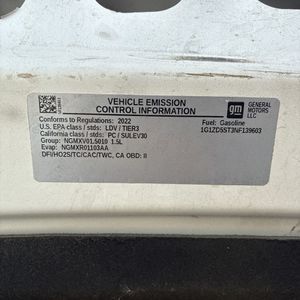 VEHICLE EMISSION
CONTROL INFORMATION
gm
GENERAL
MOTORS
LLC
Conforms to Regulations: 2022
U.S. EPA class / stds: LDV / TIER3
California class / stds: PC / SULEV30
Group: NGMXV01.5010 1.5L
Evap: NGMXR01103AA
DFI/HO2S/TC/CAC/TWC, CA OBD: II
Fuel: Gasoline
1G1ZD5ST3NF139603